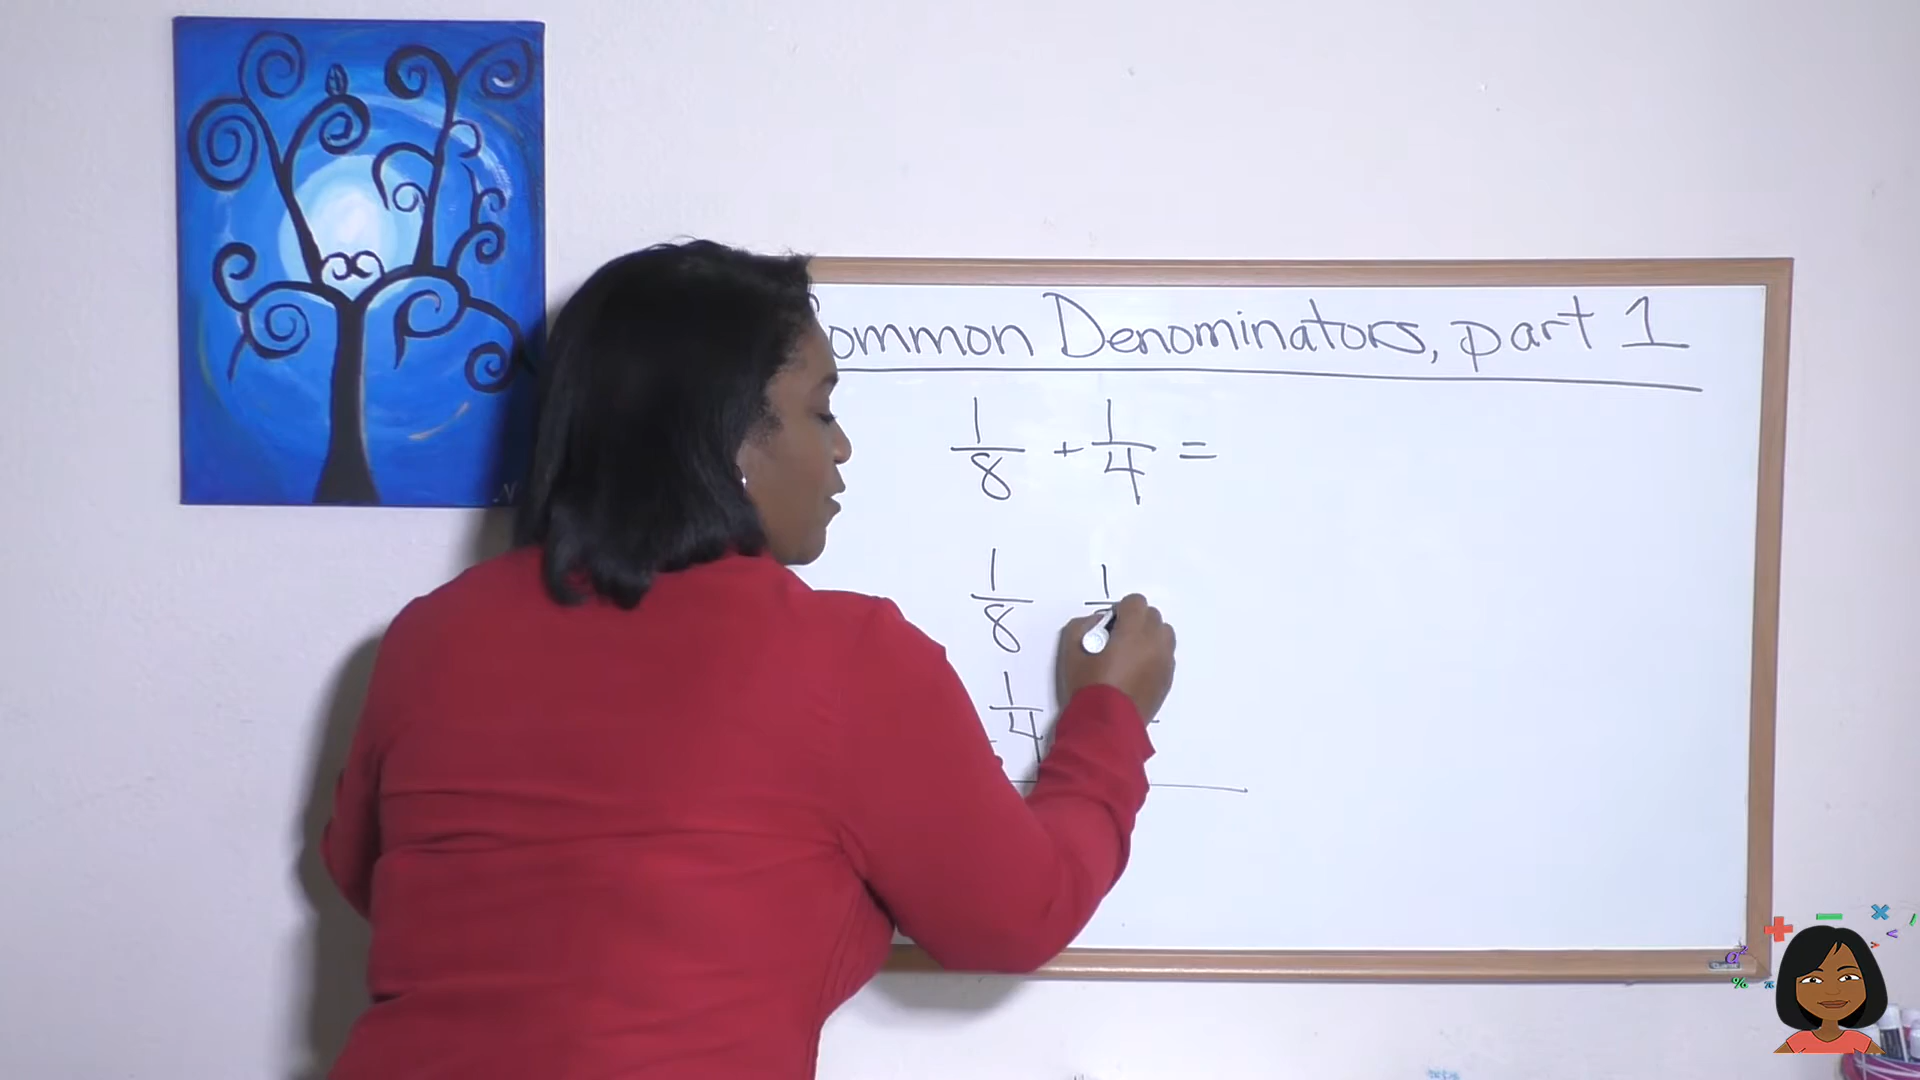 ommon Denominators, part 1
1/8 + 1/4 =
1/8 1
1/4